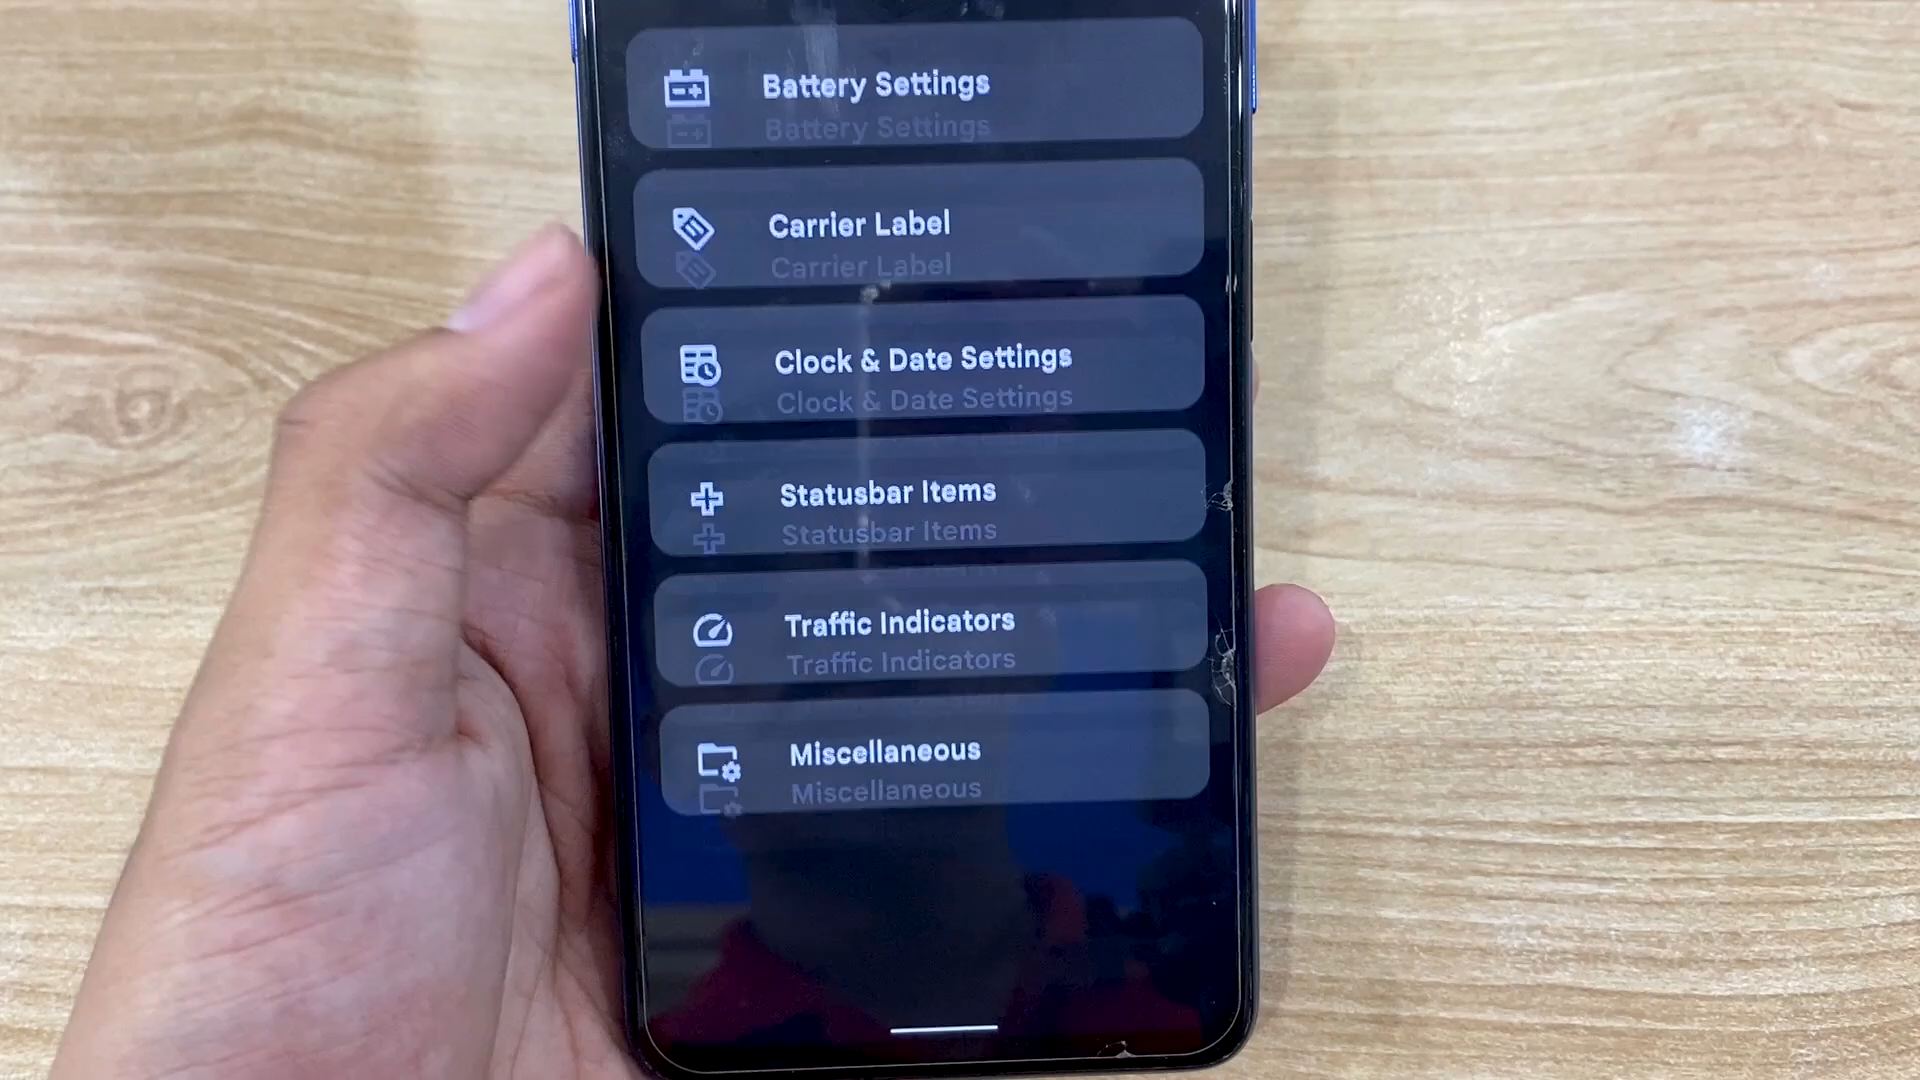 Battery Settings
Battery Settings
Carrier Label
Carrier Label
Clock & Date Settings
Clock & Date Settings
Statusbar Items
Statusbar Items
Traffic Indicators
Traffic Indicators
Miscellaneous
Miscellaneous